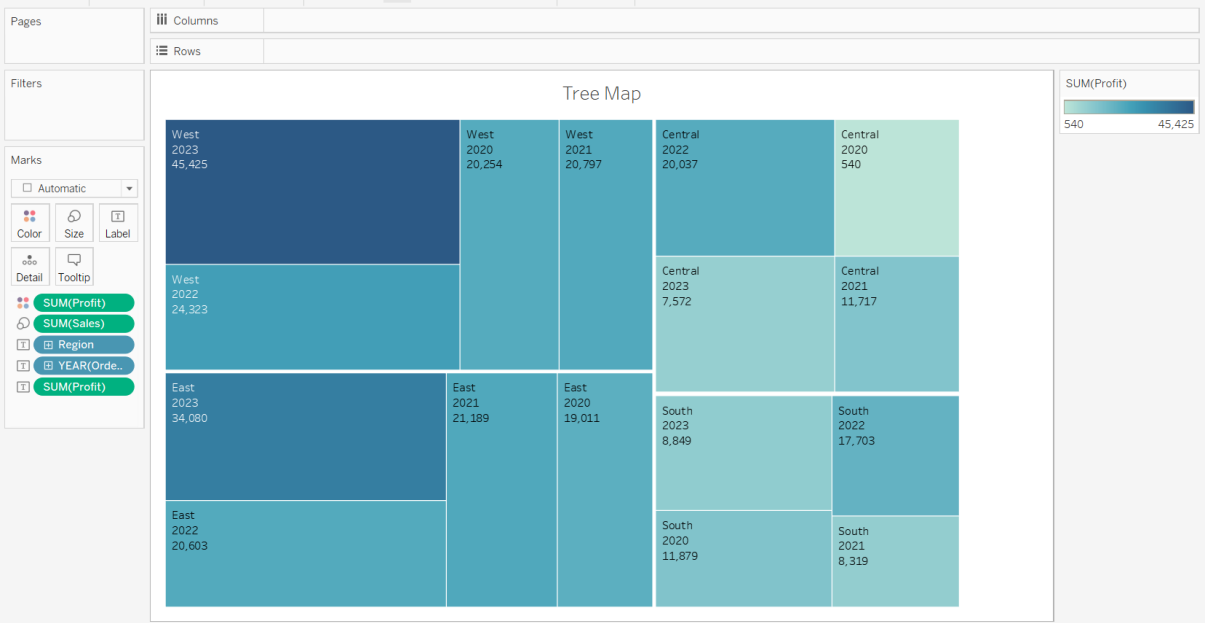 Pages
Columns
Rows
Filters
Marks
Automatic
Color
Size
T
Label
Detail
Tooltip
SUM(Profit)
SUM(Sales)
T
Region
T
YEAR(Orde..
T
SUM(Profit)
Tree Map
West
2023
45,425
West
2020
20,254
West
2021
20,797
West
2022
24,323
East
2023
34,080
East
2021
21,189
East
2020
19,011
East
2022
20,603
Central
2022
20,037
Central
2020
540
Central
2023
7,572
Central
2021
11,717
South
2023
8,849
South
2022
17,703
South
2020
11,879
South
2021
8,319
SUM(Profit)
540
45,425